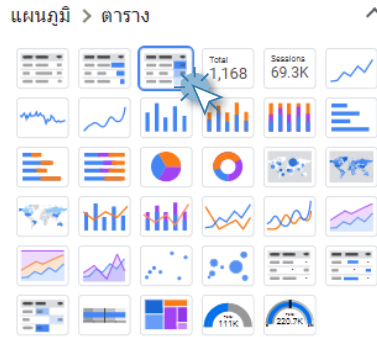 แผนภูมิ > ตาราง
Total
1,168
Sessions
69.3K
111K
220.7K